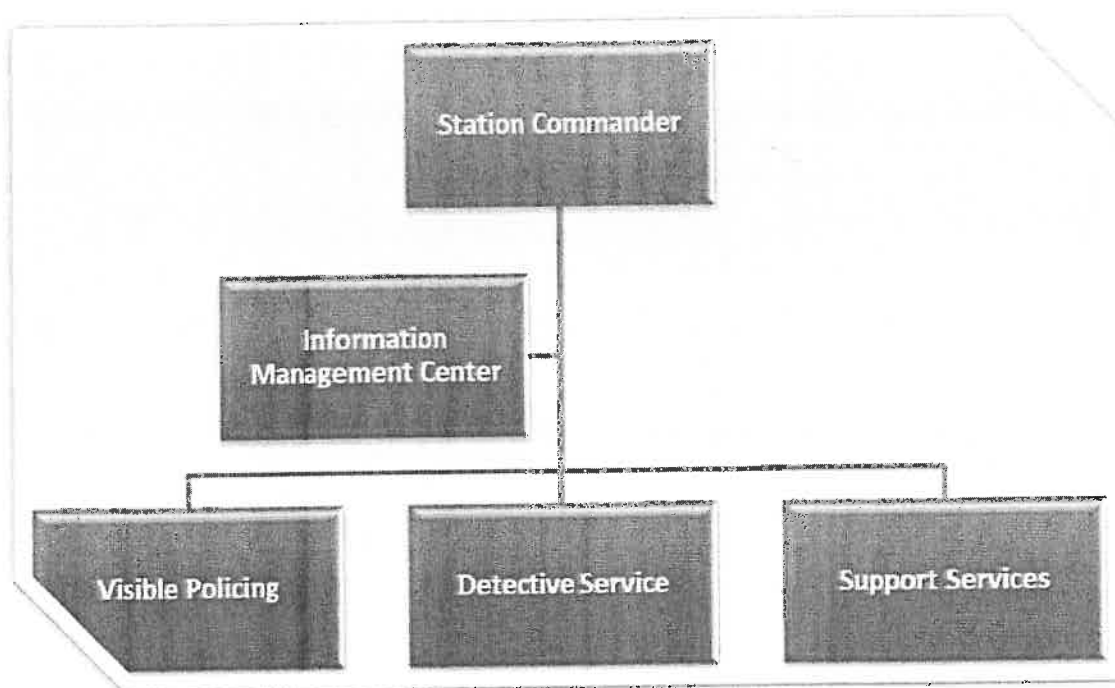 Station Commander
Information
Management Center
Visible Policing
Detective Service
Support Services